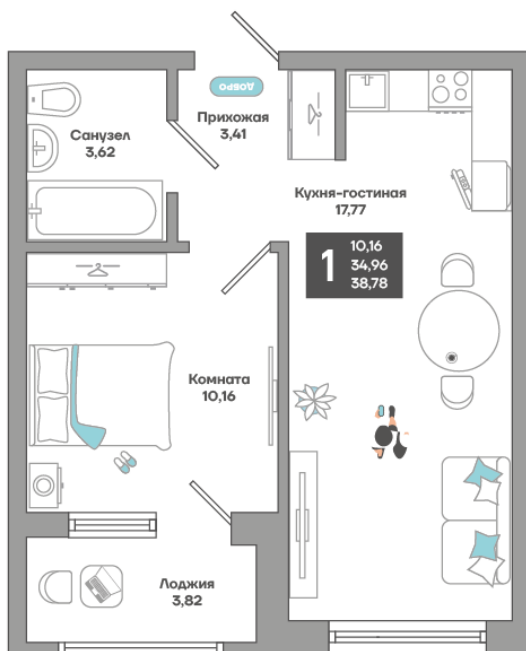 ДОБРО
Прихожая
3,41
Санузел
3,62
Кухня-гостиная
17,77
1
10,16
34,96
38,78
Комната
10,16
Лоджия
3,82